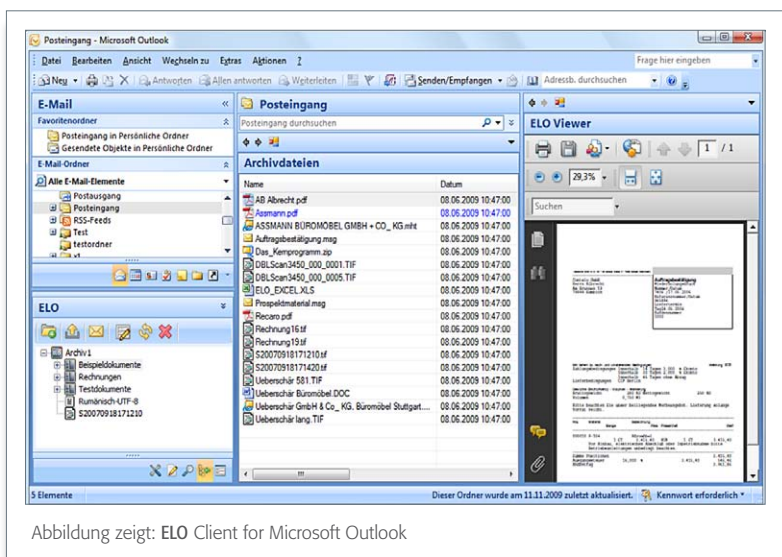 Posteingang - Microsoft Outlook
Datei Bearbeiten Ansicht Wechseln zu Extras Aktionen ?
Frage hier eingeben
Neu Antworten Allen antworten Weiterleiten Senden/Empfangen Adressb. durchsuchen
E-Mail
Favoritenordner
Posteingang in Persönliche Ordner
Gesendete Objekte in Persönliche Ordner
E-Mail-Ordner
Alle E-Mail-Elemente
Postausgang
Posteingang
RSS-Feeds
Test
testordner
ELO
Archiv1
Beispieldokumente
Rechnungen
Testdokumente
Rumänisch-UTF-8
S20070918171210
Posteingang
Posteingang durchsuchen
Archivdateien
Name Datum
AB Albrecht.pdf 08.06.2009 10:47:00
Assmann.pdf 08.06.2009 10:47:00
ASSMANN BÜROMÖBEL GMBH + CO_ KG.mht 08.06.2009 10:47:00
Auftragsbestätigung.msg 08.06.2009 10:47:00
Das_Kernprogramm.zip 08.06.2009 10:47:00
DBLScan3450_000_0001.TIF 08.06.2009 10:47:00
DBLScan3450_000_0005.TIF 08.06.2009 10:47:00
ELO_EXCEL.XLS 08.06.2009 10:47:00
Prospektmaterial.msg 08.06.2009 10:47:00
Recaro.pdf 08.06.2009 10:47:00
Rechnung16.tif 08.06.2009 10:47:00
Rechnung19.tif 08.06.2009 10:47:00
S20070918171210.tif 08.06.2009 10:47:00
S20070918171420.tif 08.06.2009 10:47:00
Ueberschär 581.TIF 08.06.2009 10:47:00
Ueberschär Büromöbel.DOC 08.06.2009 10:47:00
Ueberschär GmbH & Co_ KG, Büromöbel Stuttgart.... 08.06.2009 10:47:00
Ueberschär lang.TIF 08.06.2009 10:47:00
ELO Viewer
1 / 1
29,3%
Suchen
Auftragsbestätigung
5 Elemente
Dieser Ordner wurde am 11.11.2009 zuletzt aktualisiert.
Kennwort erforderlich
Abbildung zeigt: ELO Client for Microsoft Outlook